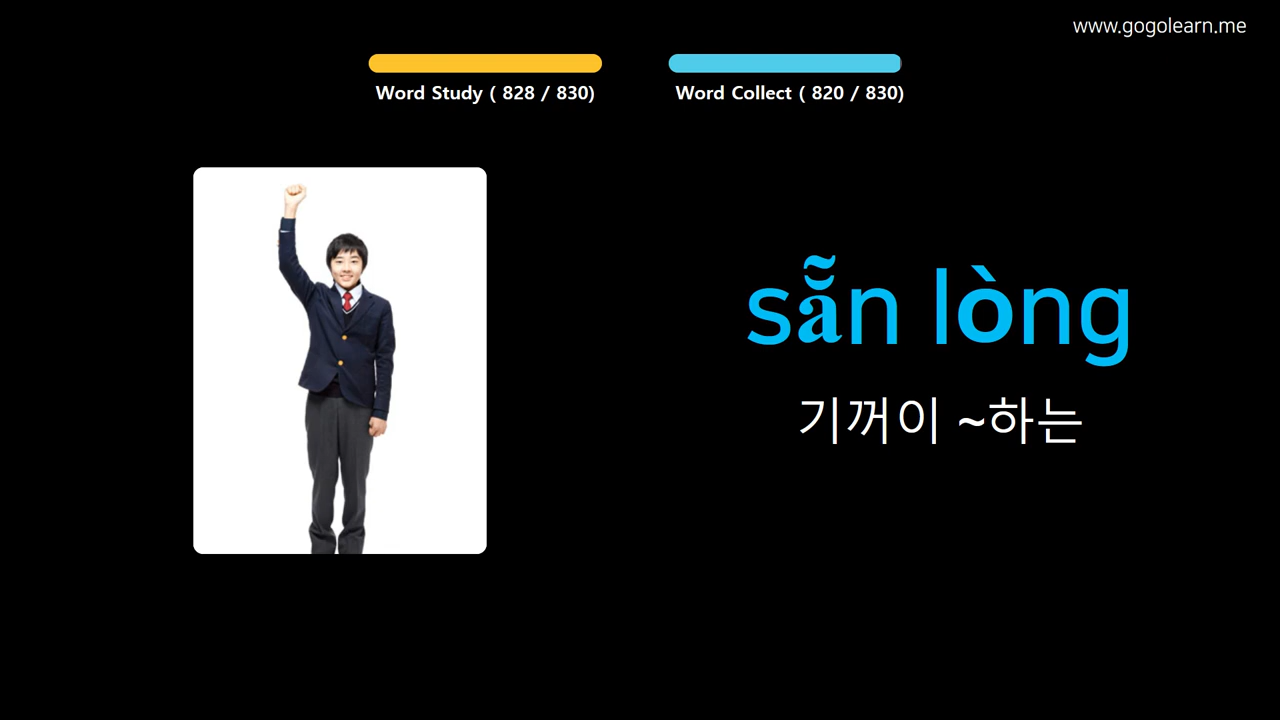 www.gogolearn.me
Word Study ( 828 / 830)
Word Collect ( 820 / 830)
sẵn lòng
기꺼이 ~하는